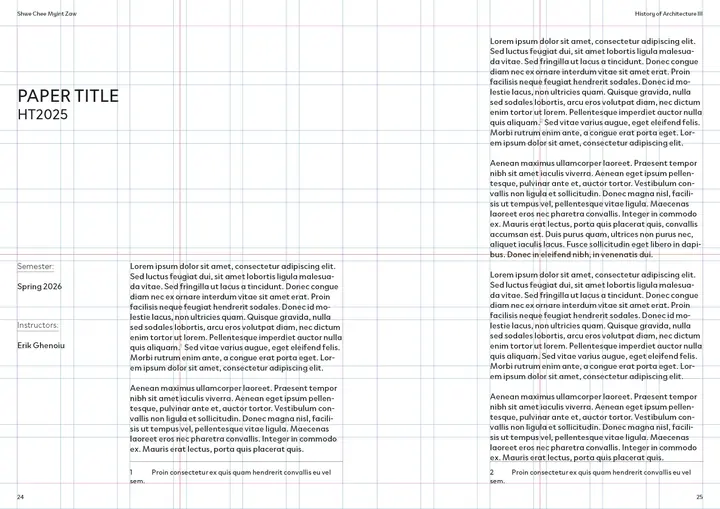 Shwe Chee Myint Zaw
History of Architecture III
PAPER TITLE
HT2025
Semester:
Spring 2026
Instructors:
Erik Ghenoiu
Lorem ipsum dolor sit amet, consectetur adipiscing elit.
Sed luctus feugiat dui, sit amet lobortis ligula malesua-
da vitae. Sed fringilla ut lacus a tincidunt. Donec congue
diam nec ex ornare interdum vitae sit amet erat. Proin
facilisis neque feugiat convallis placerat. Donec id mo-
lestie lacus, non ultricies quam. Quisque gravida, nulla
sed sodales lobortis, arcu eros volutpat diam, nec dictum
enim lorem ut lorem. Pellentesque imperdiet auctor nulla
quis aliquam. Sed vitae varius augue, eget eleifend felis.
Morbi rutrum enim ante, a congue erat porta eget. Lor-
em ipsum dolor sit amet, consectetur adipiscing elit.
Aenean maximus ullamcorper laoreet. Praesent tempor
nibh sit amet iaculis viverra. Aenean eget ipsum pellen-
tesque, pulvinar ante et, auctor tortor. Vestibulum con-
vallis non ligula et sollicitudin. Donec magna nisl, facili-
sis ut tempus vel, pellentesque vitae ligula. Maecenas
laoreet eros nec pharetra convallis. Integer in commodo
ex. Mauris erat lectus, porta quis placerat quis.
1 Proin consectetur ex quis quam hendrerit convallis eu vel
sem.
24
Lorem ipsum dolor sit amet, consectetur adipiscing elit.
Sed luctus feugiat dui, sit amet lobortis ligula malesua-
da vitae. Sed fringilla ut lacus a tincidunt. Donec congue
diam nec ex ornare interdum vitae sit amet erat. Proin
facilisis neque feugiat convallis placerat. Donec id mo-
lestie lacus, non ultricies quam. Quisque gravida, nulla
sed sodales lobortis, arcu eros volutpat diam, nec dictum
enim tortor ut lorem. Pellentesque imperdiet auctor nulla
quis aliquam. Sed vitae varius augue, eget eleifend felis.
Morbi rutrum enim ante, a congue erat porta eget. Lor-
em ipsum dolor sit amet, consectetur adipiscing elit.
Aenean maximus ullamcorper laoreet. Praesent tempor
nibh sit amet iaculis viverra. Aenean eget ipsum pellen-
tesque, pulvinar ante et, auctor tortor. Vestibulum con-
vallis non ligula et sollicitudin. Donec magna nisl, facili-
sis ut tempus vel, pellentesque vitae ligula. Maecenas
laoreet eros nec pharetra convallis. Integer in commodo
ex. Mauris erat lectus, porta quis placerat quis, convallis
accumsan est. Duis purus quam, ultrices non purus nec,
aliquet iaculis lacus. Fusce sollicitudin eget libero in dapi-
bus. Donec in eleifend nibh, in venenatis dui.
Lorem ipsum dolor sit amet, consectetur adipiscing elit.
Sed luctus feugiat dui, sit amet lobortis ligula malesua-
da vitae. Sed fringilla ut lacus a tincidunt. Donec congue
diam nec ex ornare interdum vitae sit amet erat. Proin
facilisis neque feugiat convallis placerat. Donec id mo-
lestie lacus, non ultricies quam. Quisque gravida, nulla
sed sodales lobortis, arcu eros volutpat diam, nec dictum
enim tortor ut lorem. Pellentesque imperdiet auctor nulla
quis aliquam. Sed vitae varius augue, eget eleifend felis.
Morbi rutrum enim ante, a congue erat porta eget. Lor-
em ipsum dolor sit amet, consectetur adipiscing elit.
Aenean maximus ullamcorper laoreet. Praesent tempor
nibh sit amet iaculis viverra. Aenean eget ipsum pellen-
tesque, pulvinar ante et, auctor tortor. Vestibulum con-
vallis non ligula et sollicitudin. Donec magna nisl, facili-
sis ut tempus vel, pellentesque vitae ligula. Maecenas
laoreet eros nec pharetra convallis. Integer in commodo
ex. Mauris erat lectus, porta quis placerat quam.
2 Proin consectetur ex quis quam hendrerit convallis eu vel
sem.
25